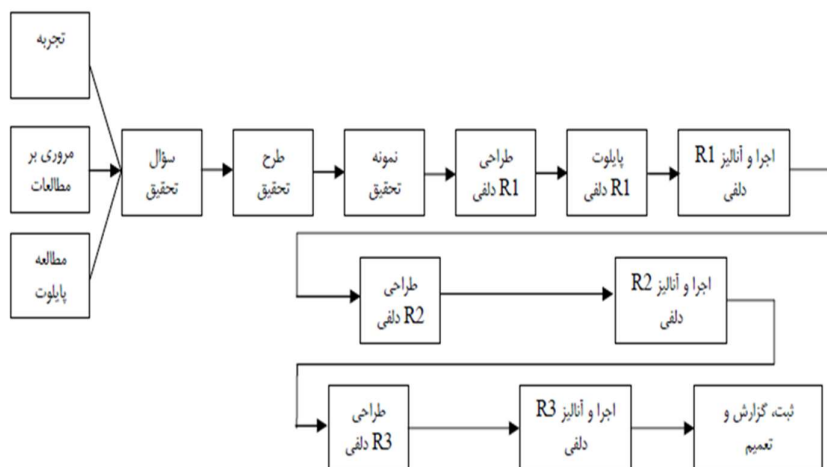 تجربه
مروری بر
مطالعات
مطالعه
پایلوت
سؤال
تحقیق
طرح
تحقیق
نمونه
تحقیق
طراحی
R1 دلفی
پایلوت
R1 دلفی
اجرا و آنالیز R1
دلفی
طراحی
R2 دلفی
اجرا و آنالیز R2
دلفی
طراحی
R3 دلفی
اجرا و آنالیز R3
دلفی
ثبت، گزارش و
تعمیم